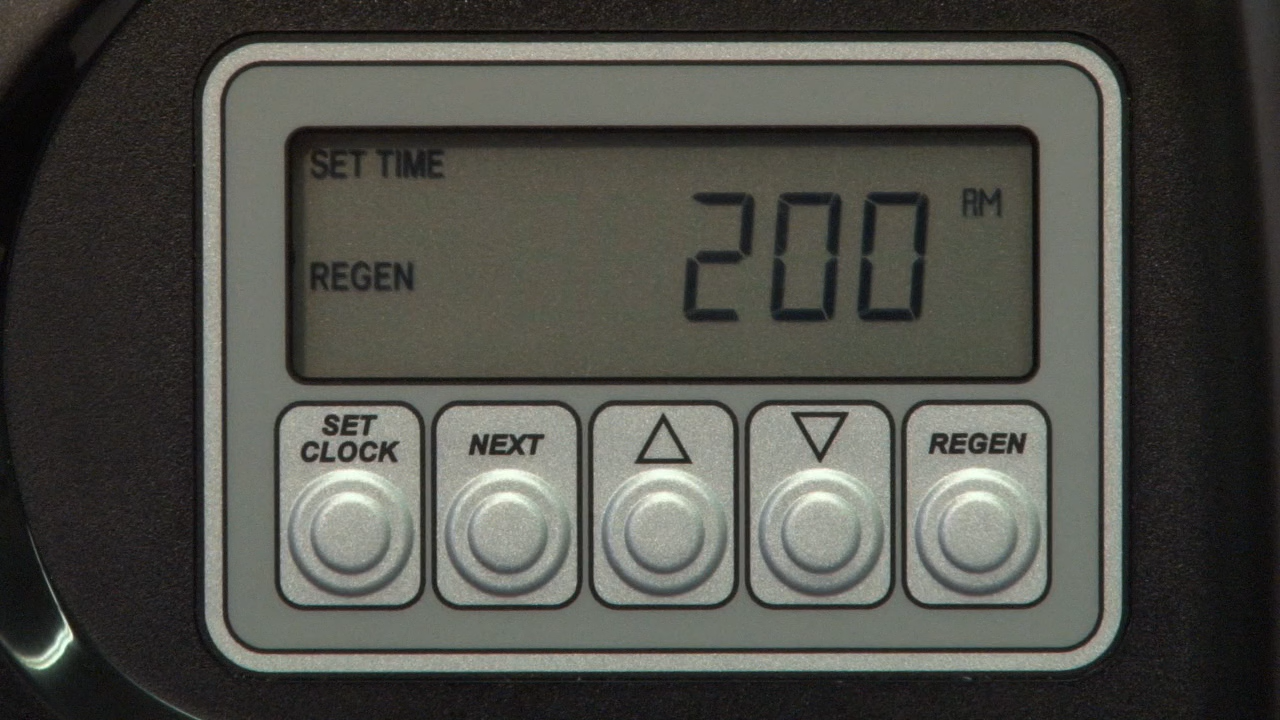 SET TIME
200 AM
REGEN
SET CLOCK
NEXT
REGEN